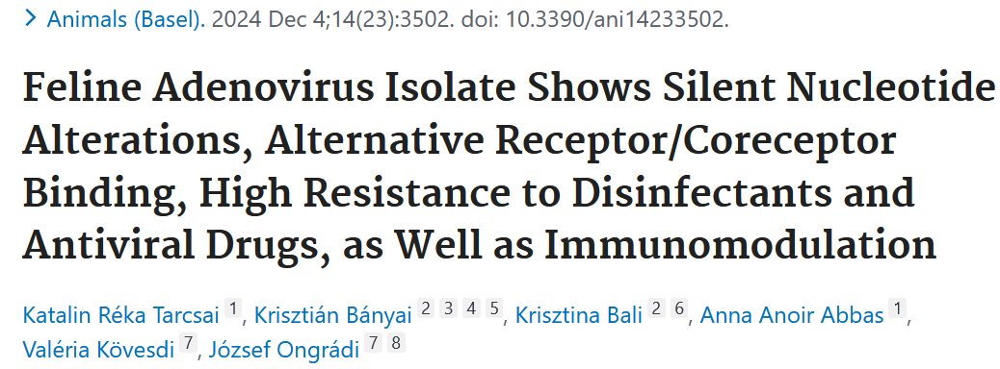 > Animals (Basel). 2024 Dec 4;14(23):3502. doi: 10.3390/ani14233502.
Feline Adenovirus Isolate Shows Silent Nucleotide
Alterations, Alternative Receptor/Coreceptor
Binding, High Resistance to Disinfectants and
Antiviral Drugs, as Well as Immunomodulation
Katalin Réka Tarcsai 1, Krisztián Bányai 2 3 4 5, Krisztina Bali 2 6, Anna Anoir Abbas 1,
Valéria Kövesdi 7, József Ongrádi 7 8